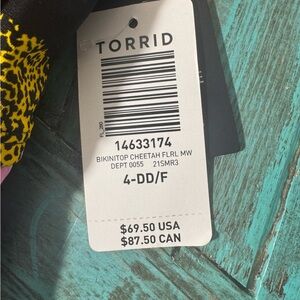 TORRID
14633174
BIKINITOP CHEETAH FLRL MW
DEPT 0055 21SMR3
4-DD/F
$69.50 USA
$87.50 CAN